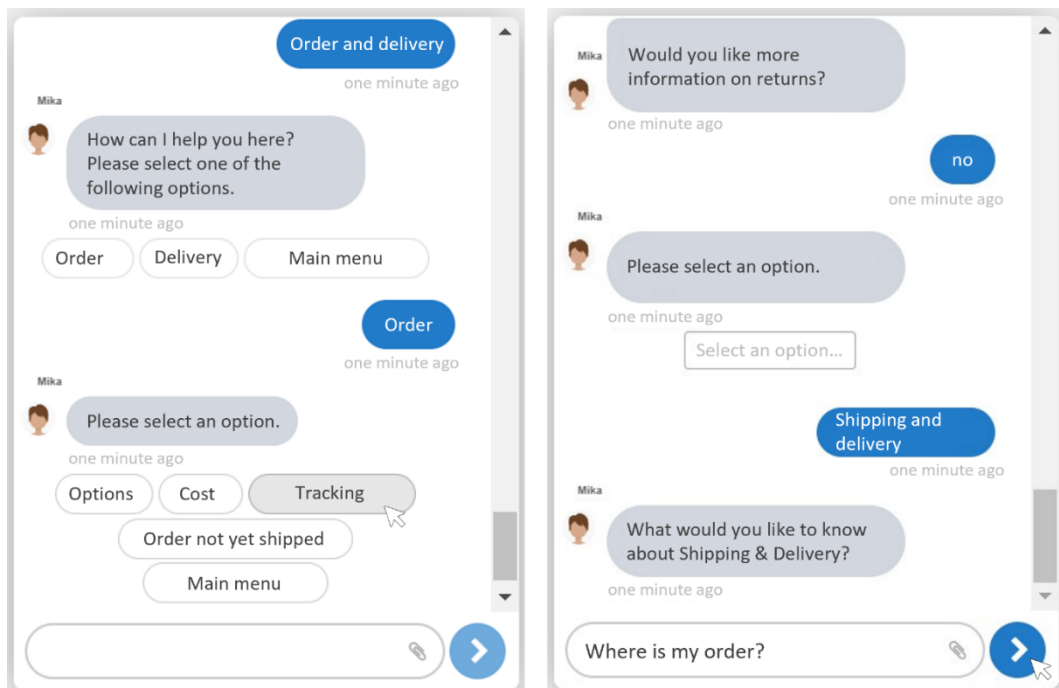 Order and delivery
one minute ago
Mika
How can I help you here?
Please select one of the
following options.
one minute ago
Order
Delivery
Main menu
Order
one minute ago
Mika
Please select an option.
one minute ago
Options
Cost
Tracking
Order not yet shipped
Main menu
Mika
Would you like more
information on returns?
one minute ago
no
one minute ago
Mika
Please select an option.
one minute ago
Select an option...
Shipping and
delivery
one minute ago
Mika
What would you like to know
about Shipping & Delivery?
one minute ago
Where is my order?